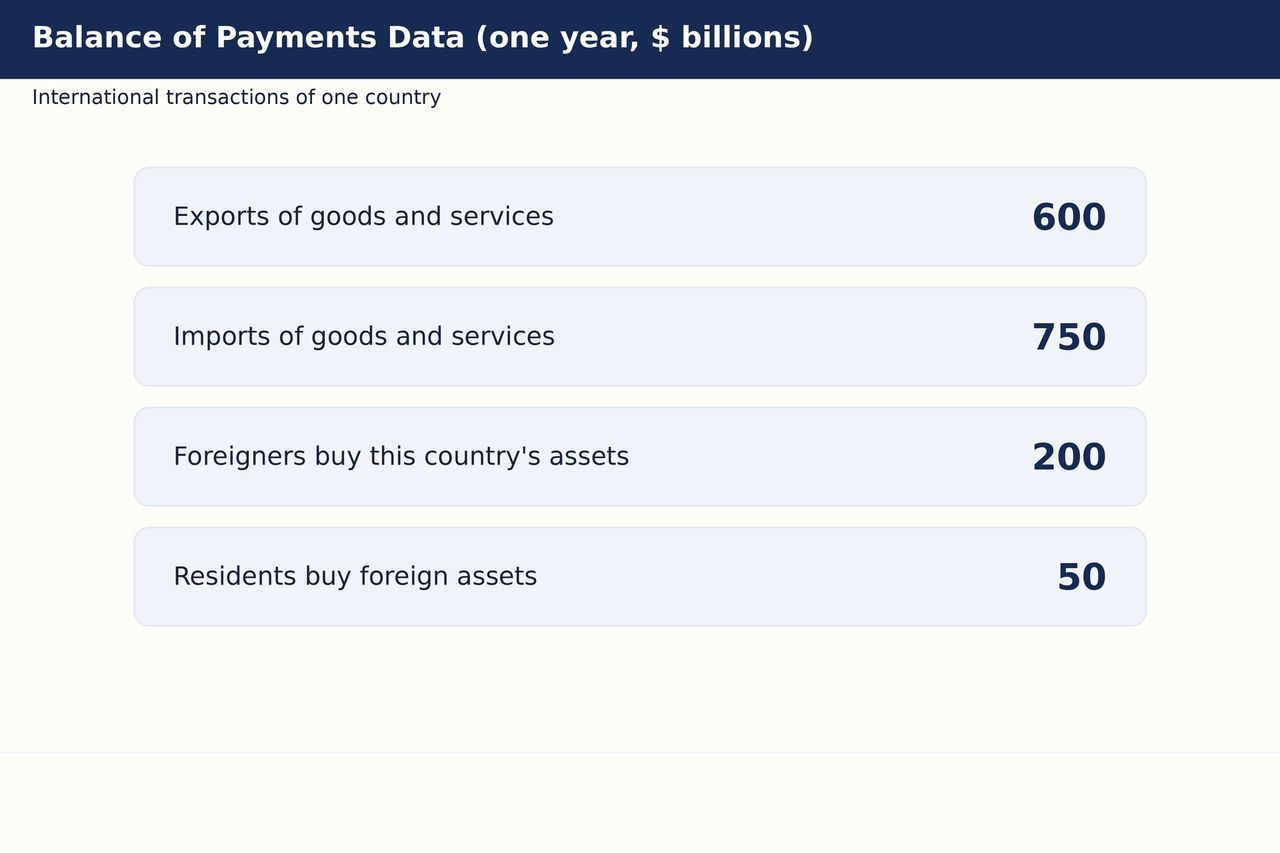 Balance of Payments Data (one year, $ billions)
International transactions of one country
Exports of goods and services 600
Imports of goods and services 750
Foreigners buy this country's assets 200
Residents buy foreign assets 50